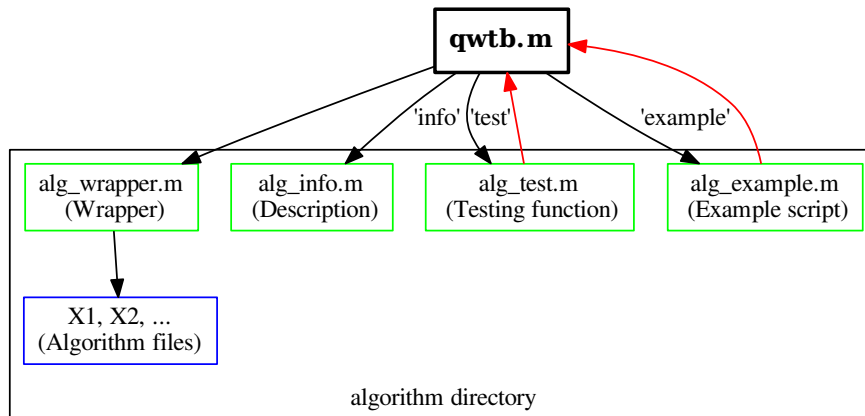 qwtb.m
'info'
'test'
'example'
alg_wrapper.m
(Wrapper)
alg_info.m
(Description)
alg_test.m
(Testing function)
alg_example.m
(Example script)
X1, X2, ...
(Algorithm files)
algorithm directory